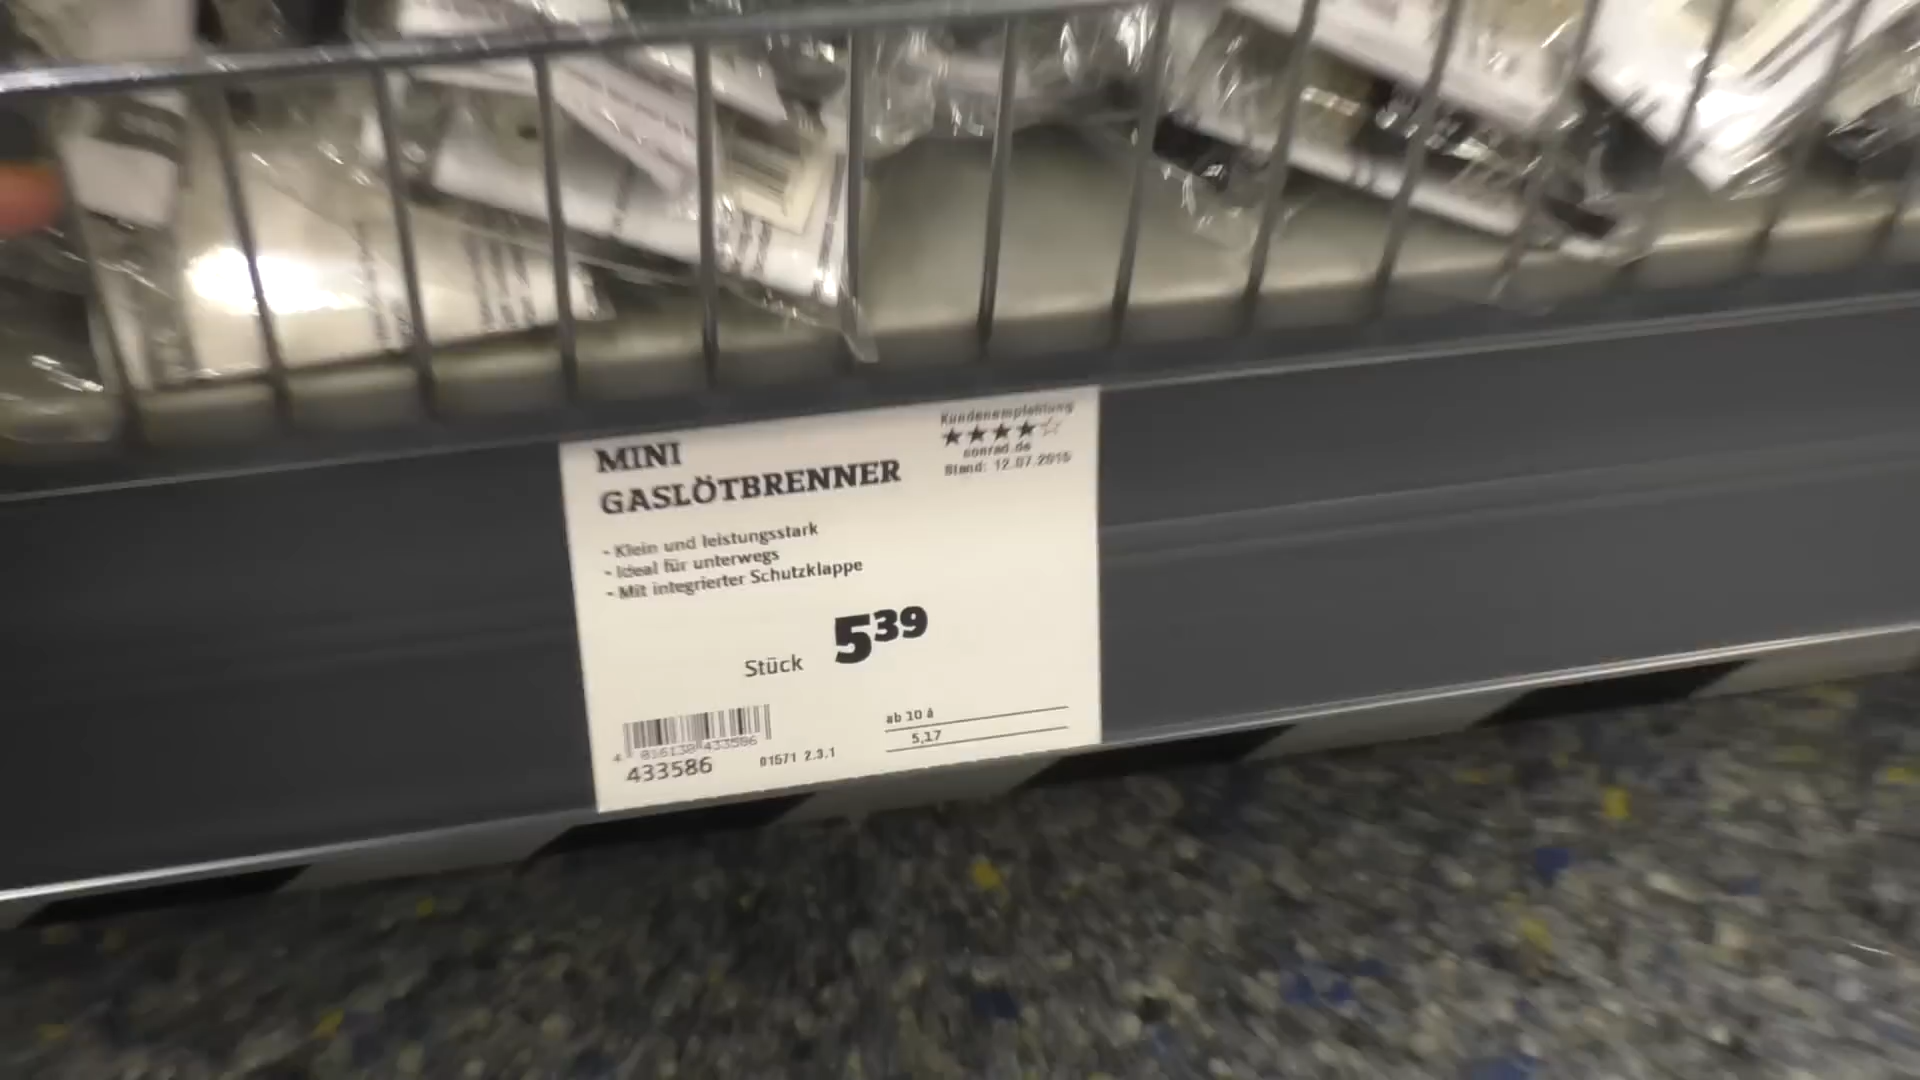 MINI
GASLÖTBRENNER
Kundenempfehlung
★★★★☆
conrad.de
Stand: 12.07.2015
- Klein und leistungsstark
- Ideal für unterwegs
- Mit integrierter Schutzklappe
Stück 5³⁹
4 016138 433586
433586
01571 2.3.1
ab 10 á
5,17